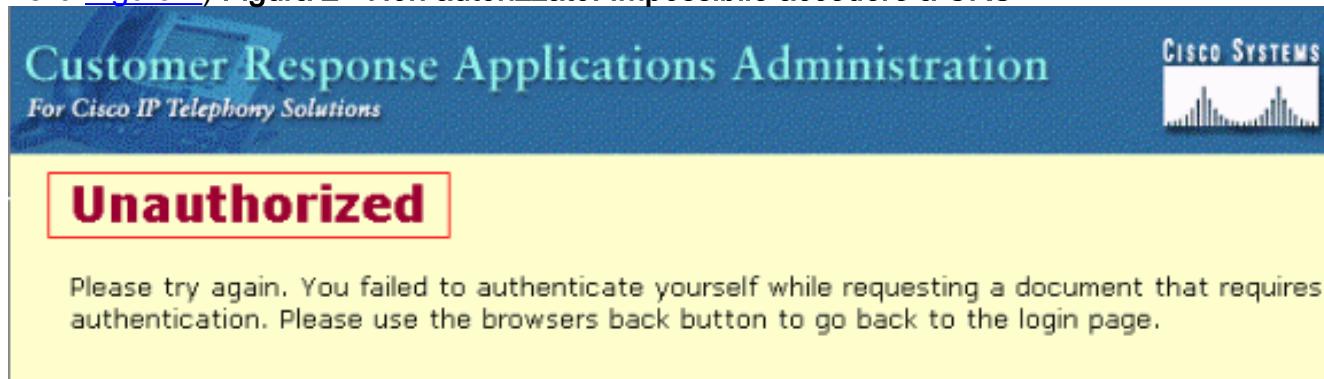 Customer Response Applications Administration
For Cisco IP Telephony Solutions
CISCO SYSTEMS
Unauthorized
Please try again. You failed to authenticate yourself while requesting a document that requires
authentication. Please use the browsers back button to go back to the login page.